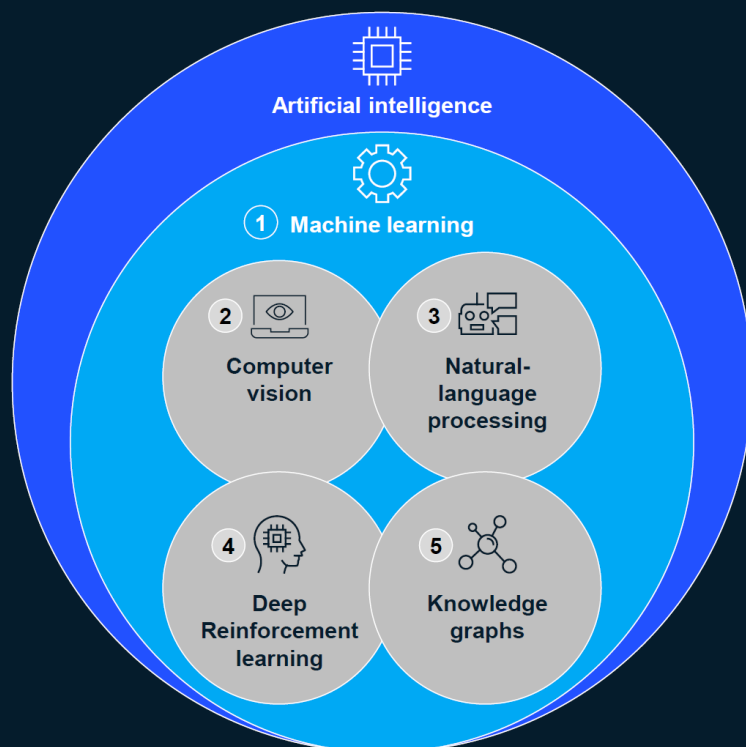 Artificial intelligence
1 Machine learning
2
Computer
vision
3
Natural-
language
processing
4
Deep
Reinforcement
learning
5
Knowledge
graphs